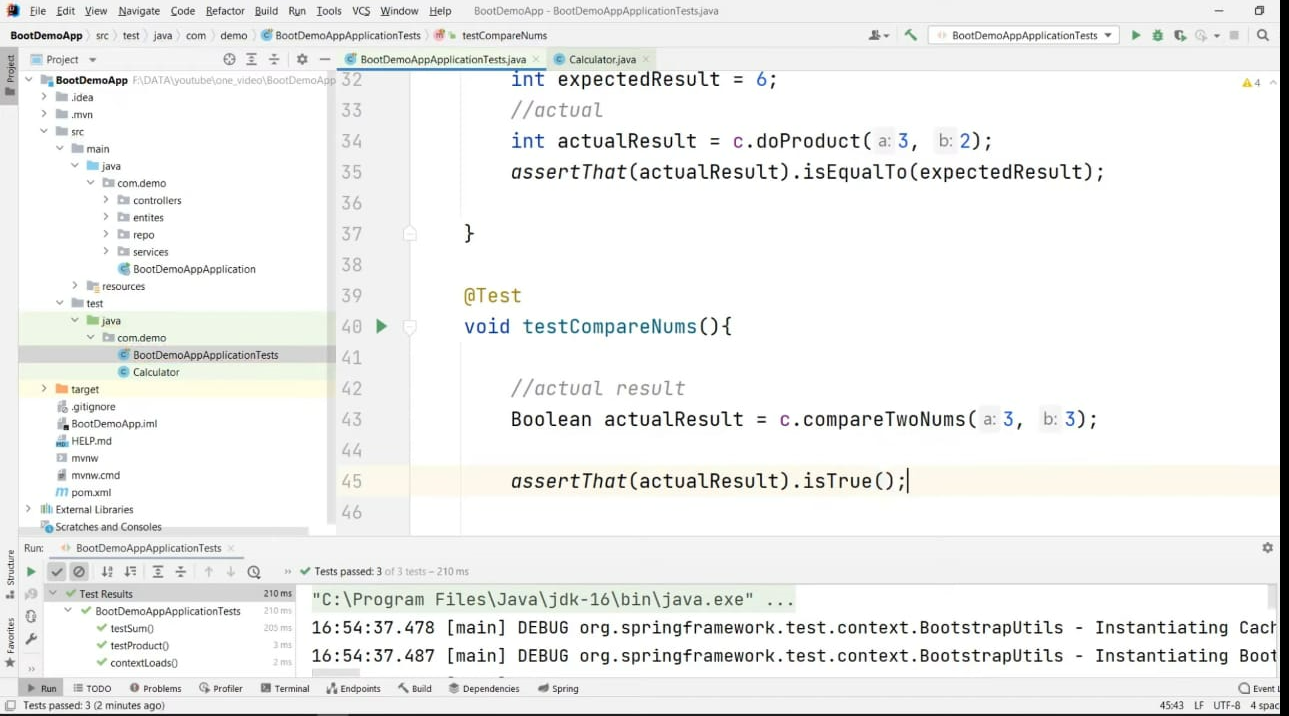 File Edit View Navigate Code Refactor Build Run Tools VCS Window Help BootDemoApp - BootDemoAppApplicationTests.java
BootDemoApp src test java com demo BootDemoAppApplicationTests testCompareNums BootDemoAppApplicationTests
Project BootDemoAppApplicationTests.java Calculator.java
Project
BootDemoApp F:\DATA\youtube\one_video\BootDemoApp
.idea
.mvn
src
main
java
com.demo
controllers
entites
repo
services
BootDemoAppApplication
resources
test
java
com.demo
BootDemoAppApplicationTests
Calculator
target
.gitignore
BootDemoApp.iml
HELP.md
mvnw
mvnw.cmd
pom.xml
External Libraries
Scratches and Consoles
4
32 int expectedResult = 6;
33 //actual
34 int actualResult = c.doProduct( a: 3, b: 2);
35 assertThat(actualResult).isEqualTo(expectedResult);
36
37 }
38
39 @Test
40 void testCompareNums(){
41
42 //actual result
43 Boolean actualResult = c.compareTwoNums( a: 3, b: 3);
44
45 assertThat(actualResult).isTrue();
46
Structure
Favorites
Run: BootDemoAppApplicationTests
» Tests passed: 3 of 3 tests – 210 ms
Test Results 210 ms
BootDemoAppApplicationTests 210 ms
testSum() 205 ms
testProduct() 3 ms
contextLoads() 2 ms
"C:\Program Files\Java\jdk-16\bin\java.exe" ...
16:54:37.478 [main] DEBUG org.springframework.test.context.BootstrapUtils - Instantiating Cach
16:54:37.487 [main] DEBUG org.springframework.test.context.BootstrapUtils - Instantiating Boot
Run TODO Problems Profiler Terminal Endpoints Build Dependencies Spring Event L
Tests passed: 3 (2 minutes ago) 45:43 LF UTF-8 4 spac